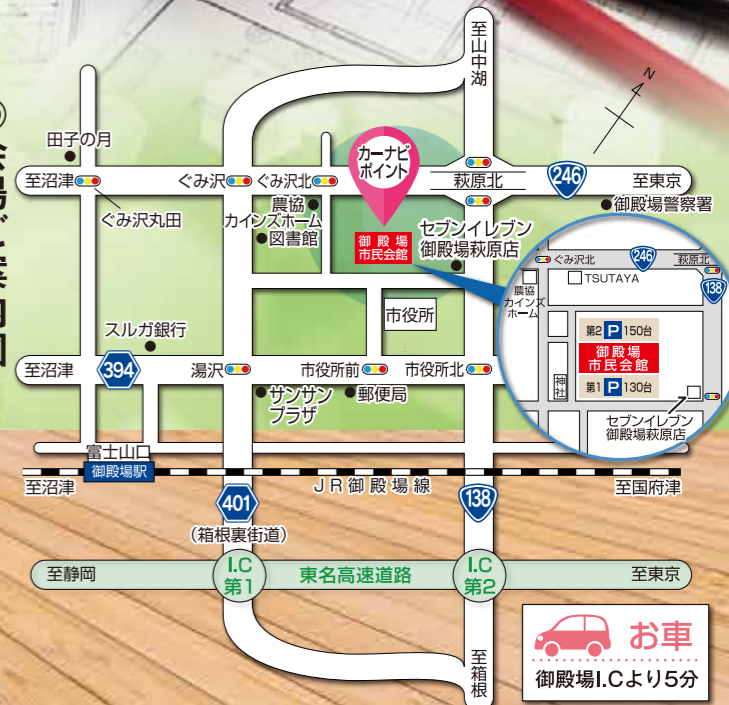 会場ご案内図
至山中湖
N
田子の月
カーナビ
ポイント
至沼津
ぐみ沢
ぐみ沢北
萩原北
246
至東京
ぐみ沢丸田
農協
カインズホーム
図書館
御殿場
市民会館
セブンイレブン
御殿場萩原店
御殿場警察署
ぐみ沢北
246
萩原北
TSUTAYA
138
農協
カインズ
ホーム
第2 P 150台
御殿場
市民会館
第1 P 130台
神社
セブンイレブン
御殿場萩原店
市役所
スルガ銀行
至沼津
394
湯沢
市役所前
市役所北
サンサン
プラザ
郵便局
富士山口
御殿場駅
至沼津
JR御殿場線
至国府津
401
138
(箱根裏街道)
至静岡
I.C
第1
東名高速道路
I.C
第2
至東京
至箱根
お車
御殿場I.Cより5分